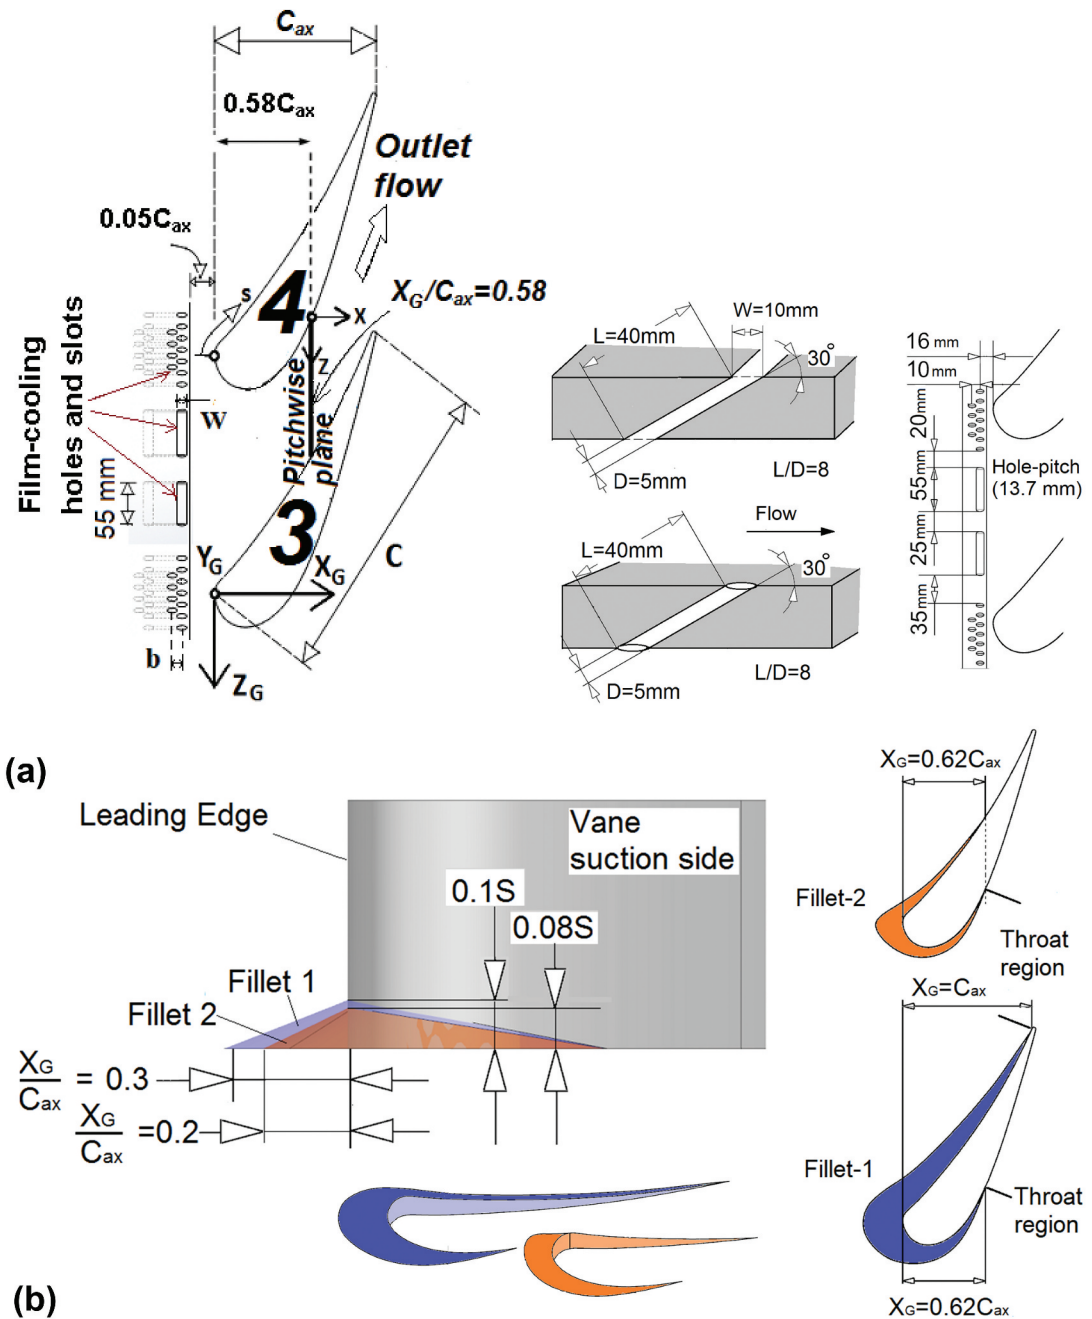 Cax
0.58Cax
Outlet
flow
0.05Cax
XG/Cax=0.58
S
4
X
Z
Film-cooling
holes and slots
W
Pitchwise
plane
55 mm
3
YG
XG
C
b
ZG
W=10mm
L=40mm
30°
D=5mm
L/D=8
Flow
L=40mm
30°
D=5mm
L/D=8
16 mm
10mm
20mm
55mm
Hole-pitch
(13.7 mm)
25mm
35mm
(a)
Leading Edge
Vane
suction side
0.1S
0.08S
Fillet 1
Fillet 2
XG/Cax = 0.3
XG/Cax =0.2
XG=0.62Cax
Fillet-2
Throat
region
XG=Cax
Fillet-1
Throat
region
XG=0.62Cax
(b)